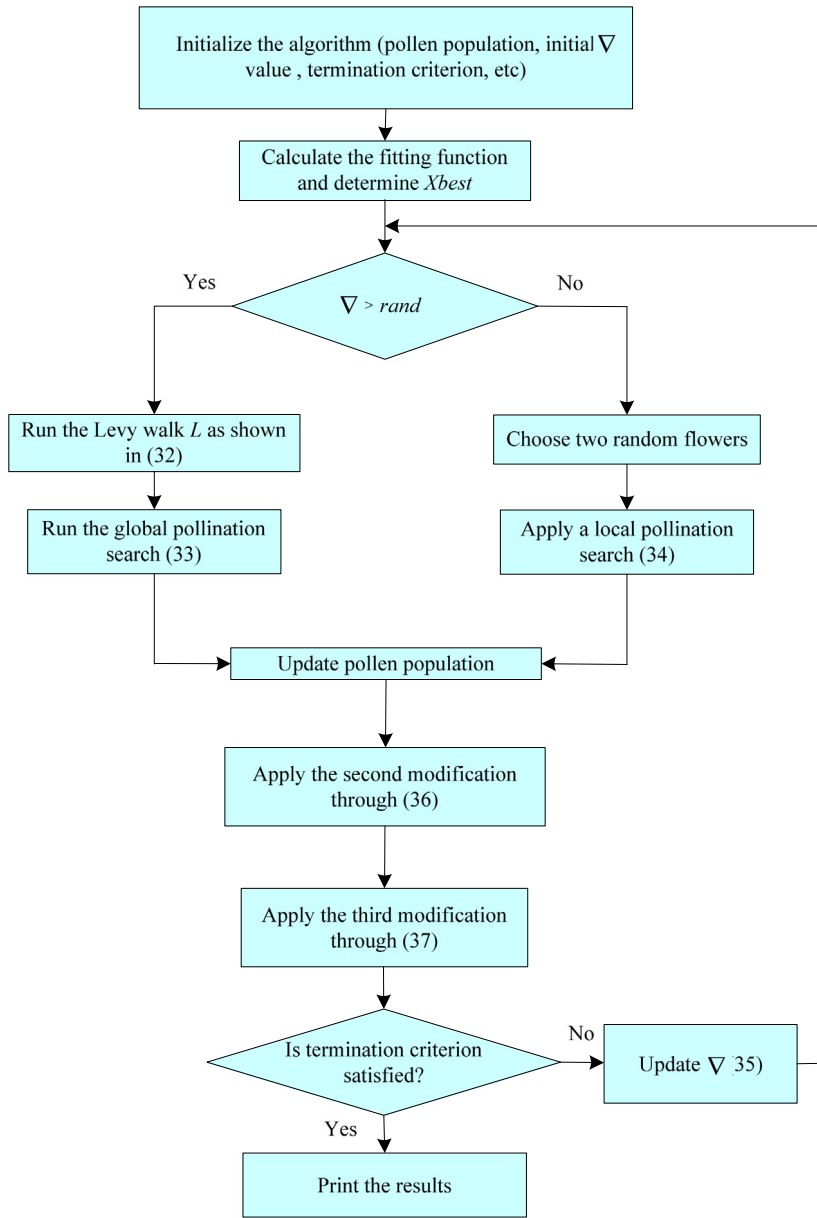 Initialize the algorithm (pollen population, initial ∇
value , termination criterion, etc)
Calculate the fitting function
and determine Xbest
Yes
No
∇ > rand
Run the Levy walk L as shown
in (32)
Choose two random flowers
Run the global pollination
search (33)
Apply a local pollination
search (34)
Update pollen population
Apply the second modification
through (36)
Apply the third modification
through (37)
Is termination criterion
satisfied?
No
Update ∇ 35)
Yes
Print the results